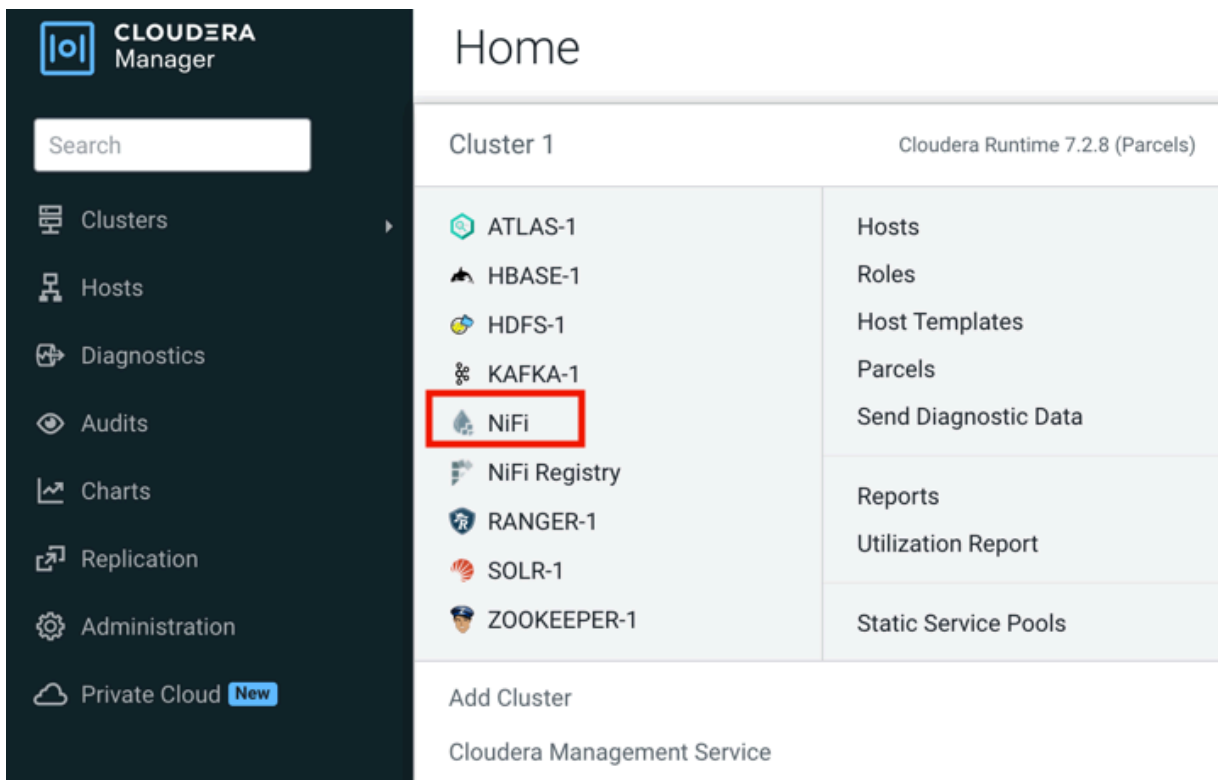 CLOUDERA
Manager
Search
Clusters
Hosts
Diagnostics
Audits
Charts
Replication
Administration
Private Cloud New
Home
Cluster 1
Cloudera Runtime 7.2.8 (Parcels)
ATLAS-1
HBASE-1
HDFS-1
KAFKA-1
NiFi
NiFi Registry
RANGER-1
SOLR-1
ZOOKEEPER-1
Hosts
Roles
Host Templates
Parcels
Send Diagnostic Data
Reports
Utilization Report
Static Service Pools
Add Cluster
Cloudera Management Service